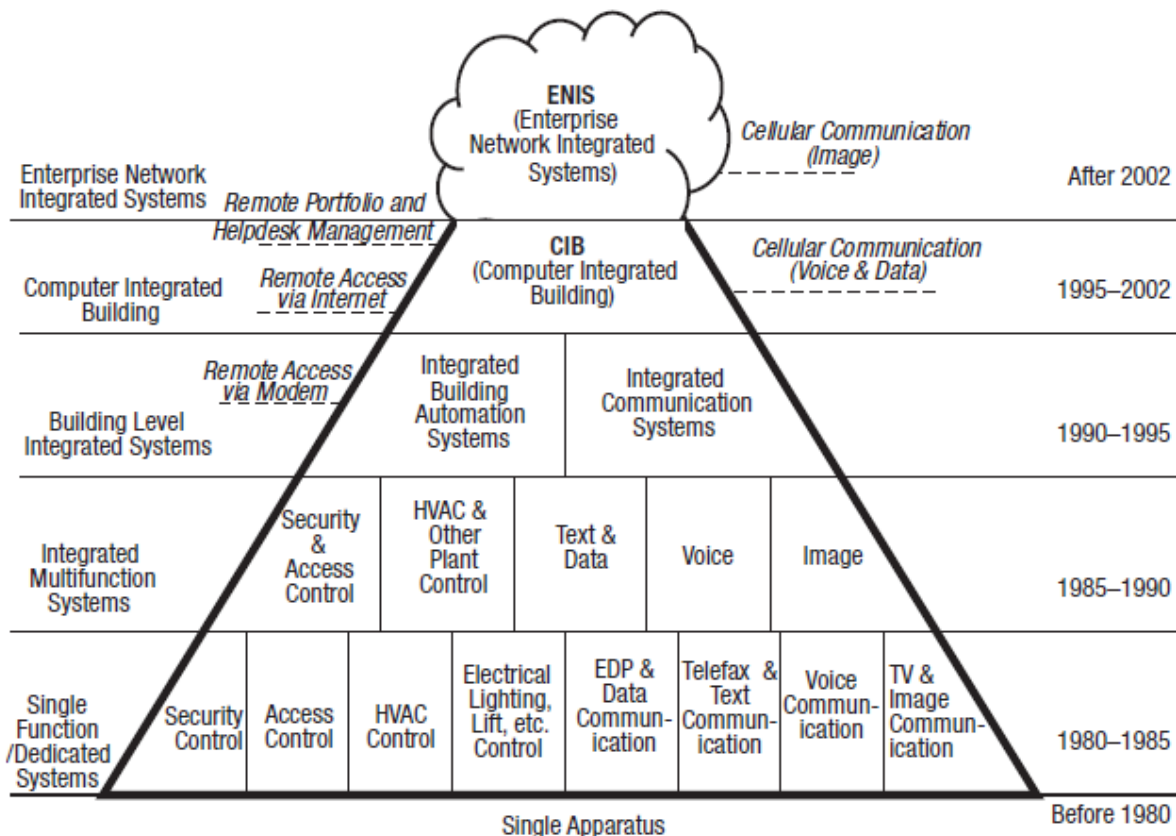 ENIS
(Enterprise
Network Integrated
Systems)
Cellular Communication
(Image)
Enterprise Network
Integrated Systems
After 2002
Remote Portfolio and
Helpdesk Management
CIB
(Computer Integrated
Building)
Cellular Communication
(Voice & Data)
Computer Integrated
Building
Remote Access
via Internet
1995–2002
Remote Access
via Modem
Integrated
Building
Automation
Systems
Integrated
Communication
Systems
Building Level
Integrated Systems
1990–1995
Integrated
Multifunction
Systems
Security
&
Access
Control
HVAC &
Other
Plant
Control
Text &
Data
Voice
Image
1985–1990
Single
Function
/Dedicated
Systems
Security
Control
Access
Control
HVAC
Control
Electrical
Lighting,
Lift, etc.
Control
EDP &
Data
Commun-
ication
Telefax &
Text
Commun-
ication
Voice
Commun-
ication
TV &
Image
Commun-
ication
1980–1985
Single Apparatus
Before 1980